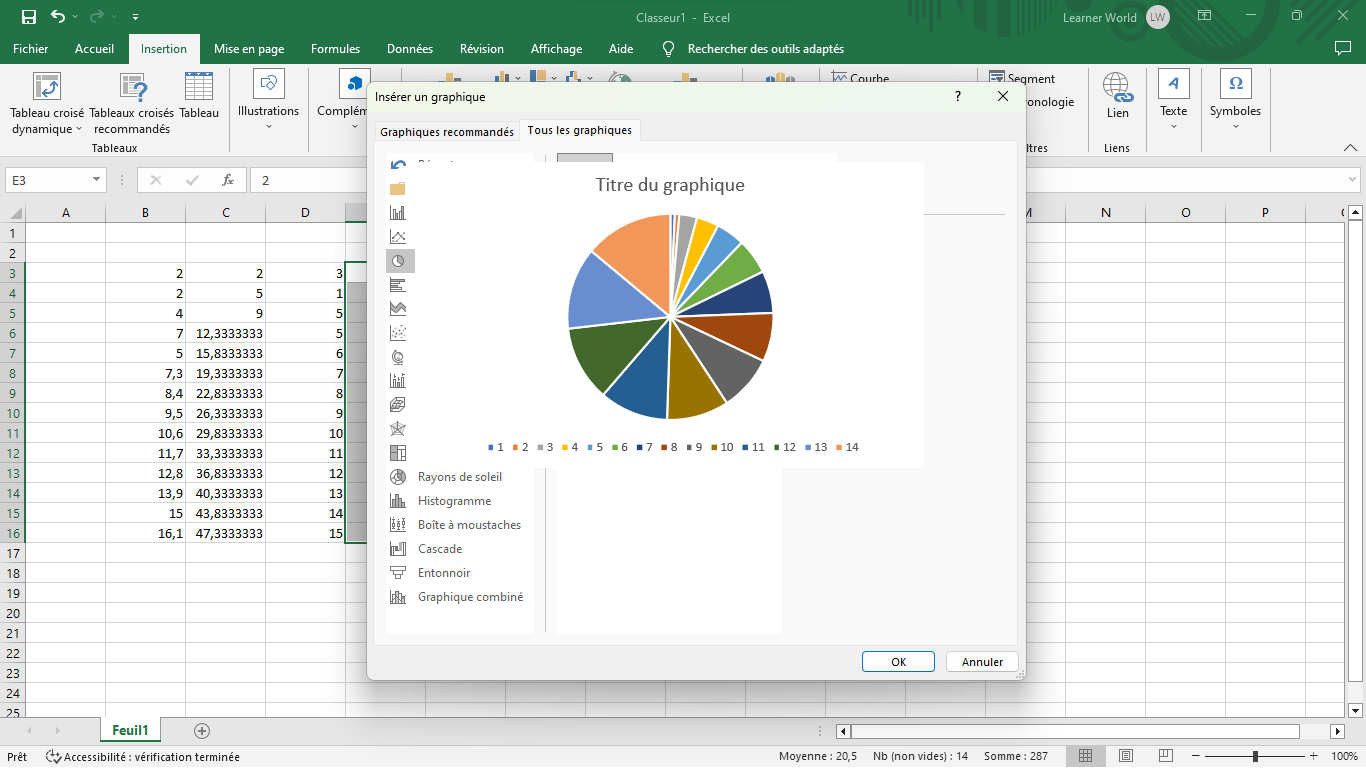 Classeur1 - Excel
Learner World LW
Fichier Accueil Insertion Mise en page Formules Données Révision Affichage Aide Rechercher des outils adaptés
Tableau croisé dynamique
Tableaux croisés recommandés
Tableau
Tableaux
Illustrations
Courbe
Segment
Lien
Liens
Texte
Symboles
E3
fx 2
Insérer un graphique ?
Graphiques recommandés Tous les graphiques
Titre du graphique
1 2 3 4 5 6 7 8 9 10 11 12 13 14
Rayons de soleil
Histogramme
Boîte à moustaches
Cascade
Entonnoir
Graphique combiné
OK Annuler
A B C D M N O P
1
2
3 2 2 3
4 2 5 1
5 4 9 5
6 7 12,3333333 5
7 5 15,8333333 6
8 7,3 19,3333333 7
9 8,4 22,8333333 8
10 9,5 26,3333333 9
11 10,6 29,8333333 10
12 11,7 33,3333333 11
13 12,8 36,8333333 12
14 13,9 40,3333333 13
15 15 43,8333333 14
16 16,1 47,3333333 15
17
18
19
20
21
22
23
24
25
Feuil1
Prêt Accessibilité : vérification terminée Moyenne : 20,5 Nb (non vides) : 14 Somme : 287 100%